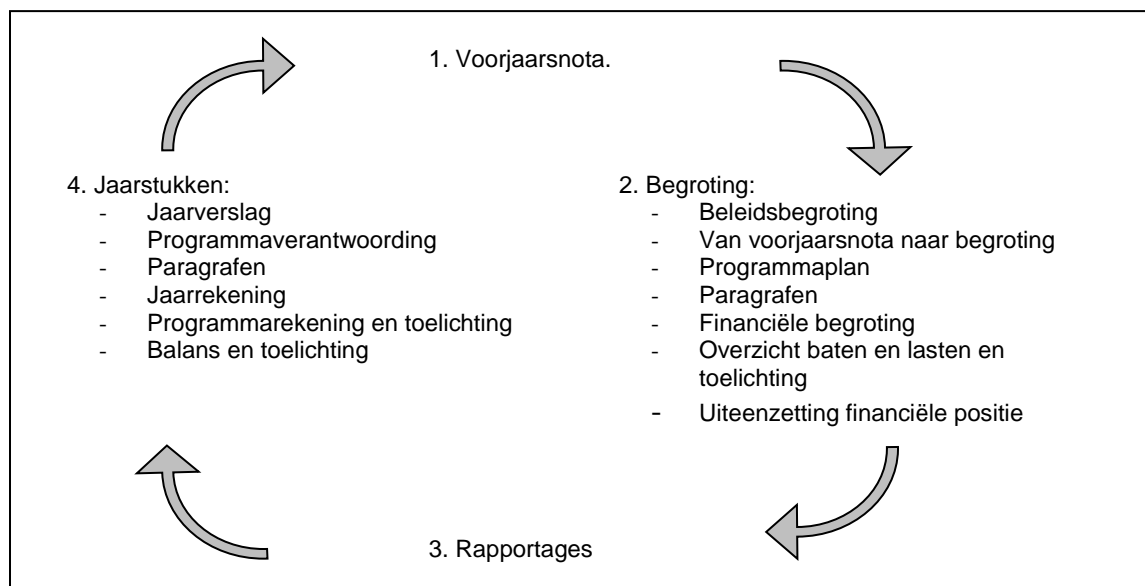 1. Voorjaarsnota.
4. Jaarstukken:
- Jaarverslag
- Programmaverantwoording
- Paragrafen
- Jaarrekening
- Programmarekening en toelichting
- Balans en toelichting
2. Begroting:
- Beleidsbegroting
- Van voorjaarsnota naar begroting
- Programmaplan
- Paragrafen
- Financiële begroting
- Overzicht baten en lasten en
toelichting
- Uiteenzetting financiële positie
3. Rapportages